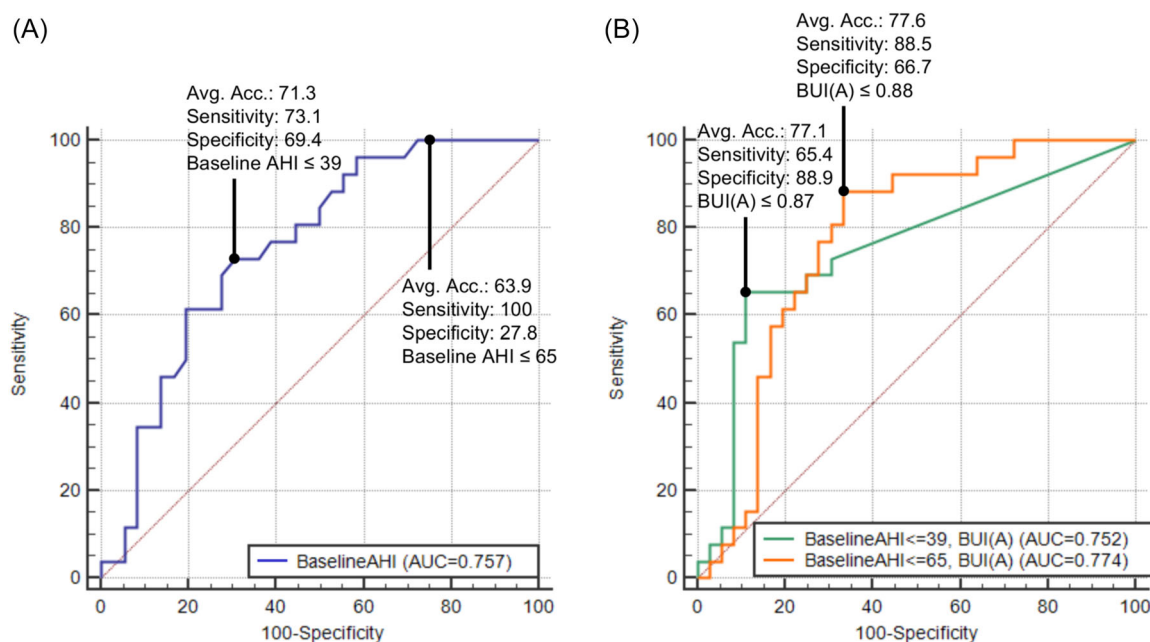 (A)
Avg. Acc.: 71.3
Sensitivity: 73.1
Specificity: 69.4
Baseline AHI ≤ 39
Avg. Acc.: 63.9
Sensitivity: 100
Specificity: 27.8
Baseline AHI ≤ 65
100
80
60
40
20
0
Sensitivity
BaselineAHI (AUC=0.757)
0 20 40 60 80 100
100-Specificity
(B)
Avg. Acc.: 77.6
Sensitivity: 88.5
Specificity: 66.7
BUI(A) ≤ 0.88
Avg. Acc.: 77.1
Sensitivity: 65.4
Specificity: 88.9
BUI(A) ≤ 0.87
100
80
60
40
20
0
Sensitivity
BaselineAHI<=39, BUI(A) (AUC=0.752)
BaselineAHI<=65, BUI(A) (AUC=0.774)
0 20 40 60 80 100
100-Specificity